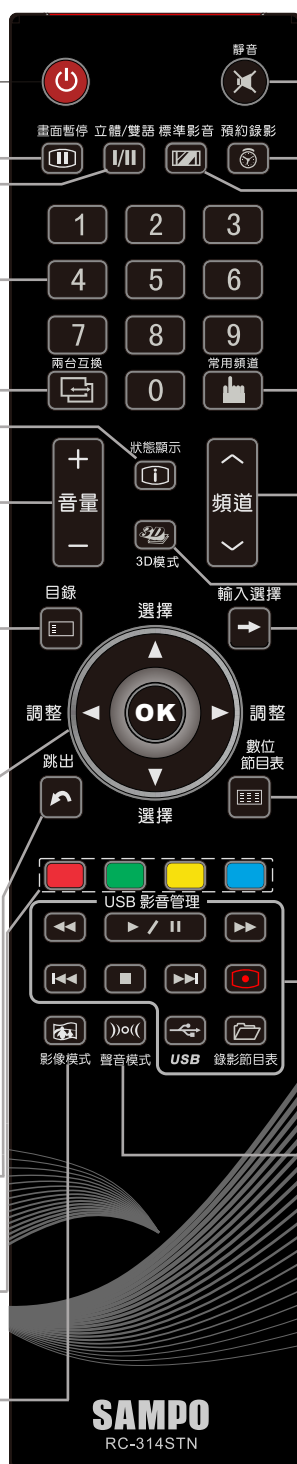 靜音
畫面暫停 立體/雙語 標準影音 預約錄影
I/II
1 2 3
4 5 6
7 8 9
兩台互換 0 常用頻道
狀態顯示
+
音量
−
頻道
3D
3D模式
目錄 選擇 輸入選擇
調整 OK 調整
跳出 選擇 數位
節目表
USB 影音管理
影像模式 聲音模式 USB 錄影節目表
SAMPO
RC-314STN